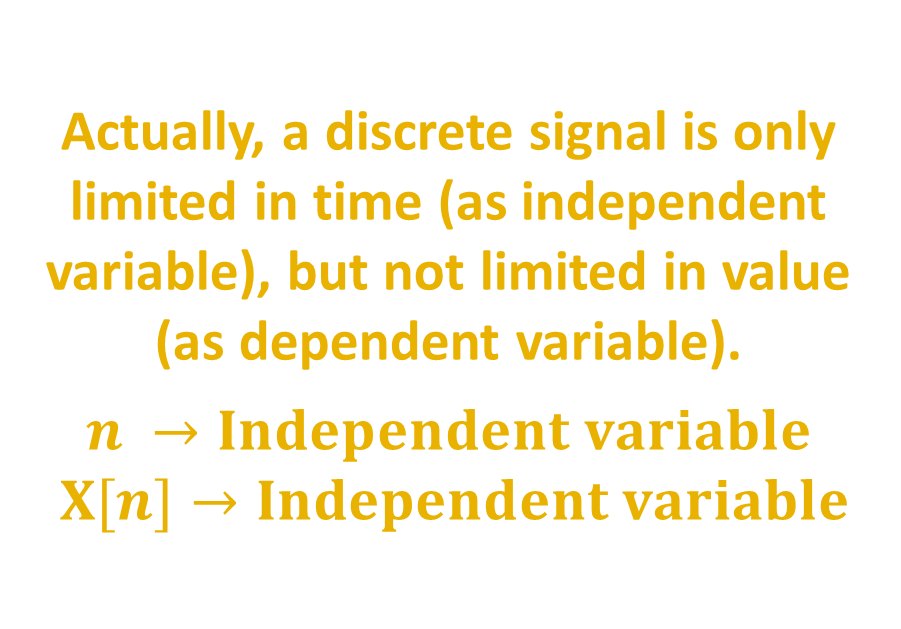 Actually, a discrete signal is only
limited in time (as independent
variable), but not limited in value
(as dependent variable).
n → Independent variable
X[n] → Independent variable